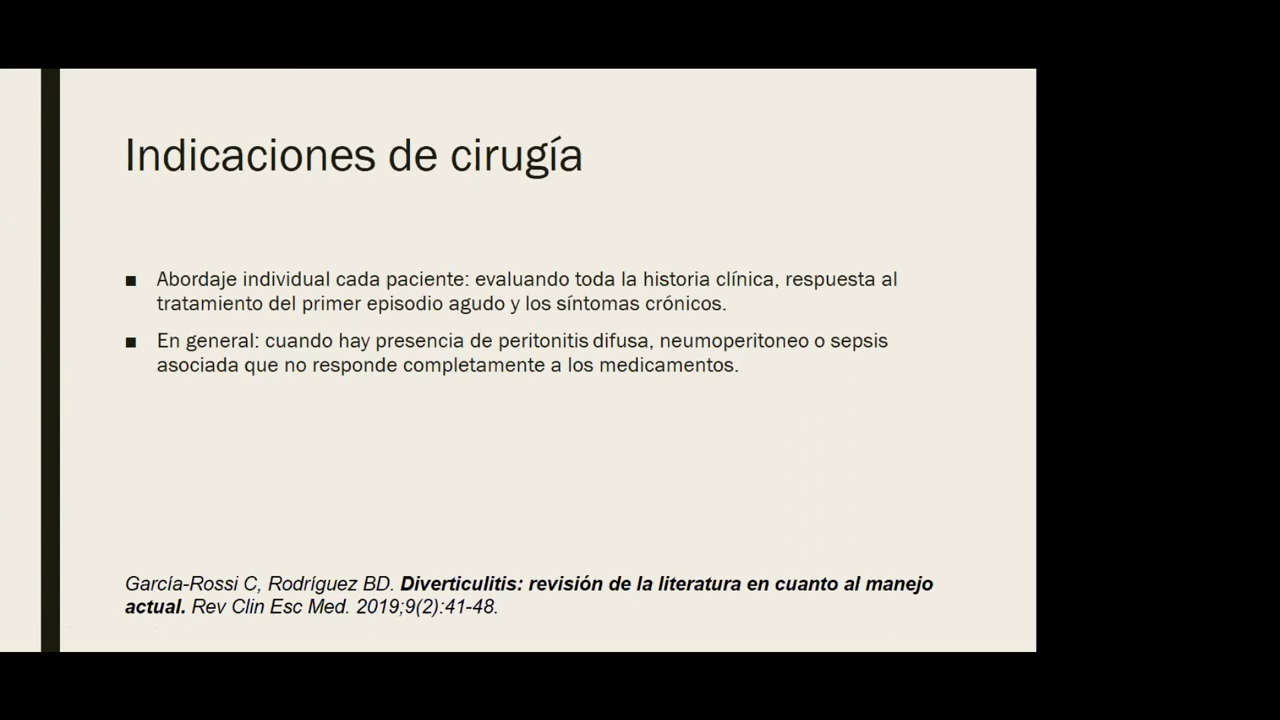 Indicaciones de cirugía
■ Abordaje individual cada paciente: evaluando toda la historia clínica, respuesta al
tratamiento del primer episodio agudo y los síntomas crónicos.
■ En general: cuando hay presencia de peritonitis difusa, neumoperitoneo o sepsis
asociada que no responde completamente a los medicamentos.
García-Rossi C, Rodríguez BD. Diverticulitis: revisión de la literatura en cuanto al manejo
actual. Rev Clin Esc Med. 2019;9(2):41-48.